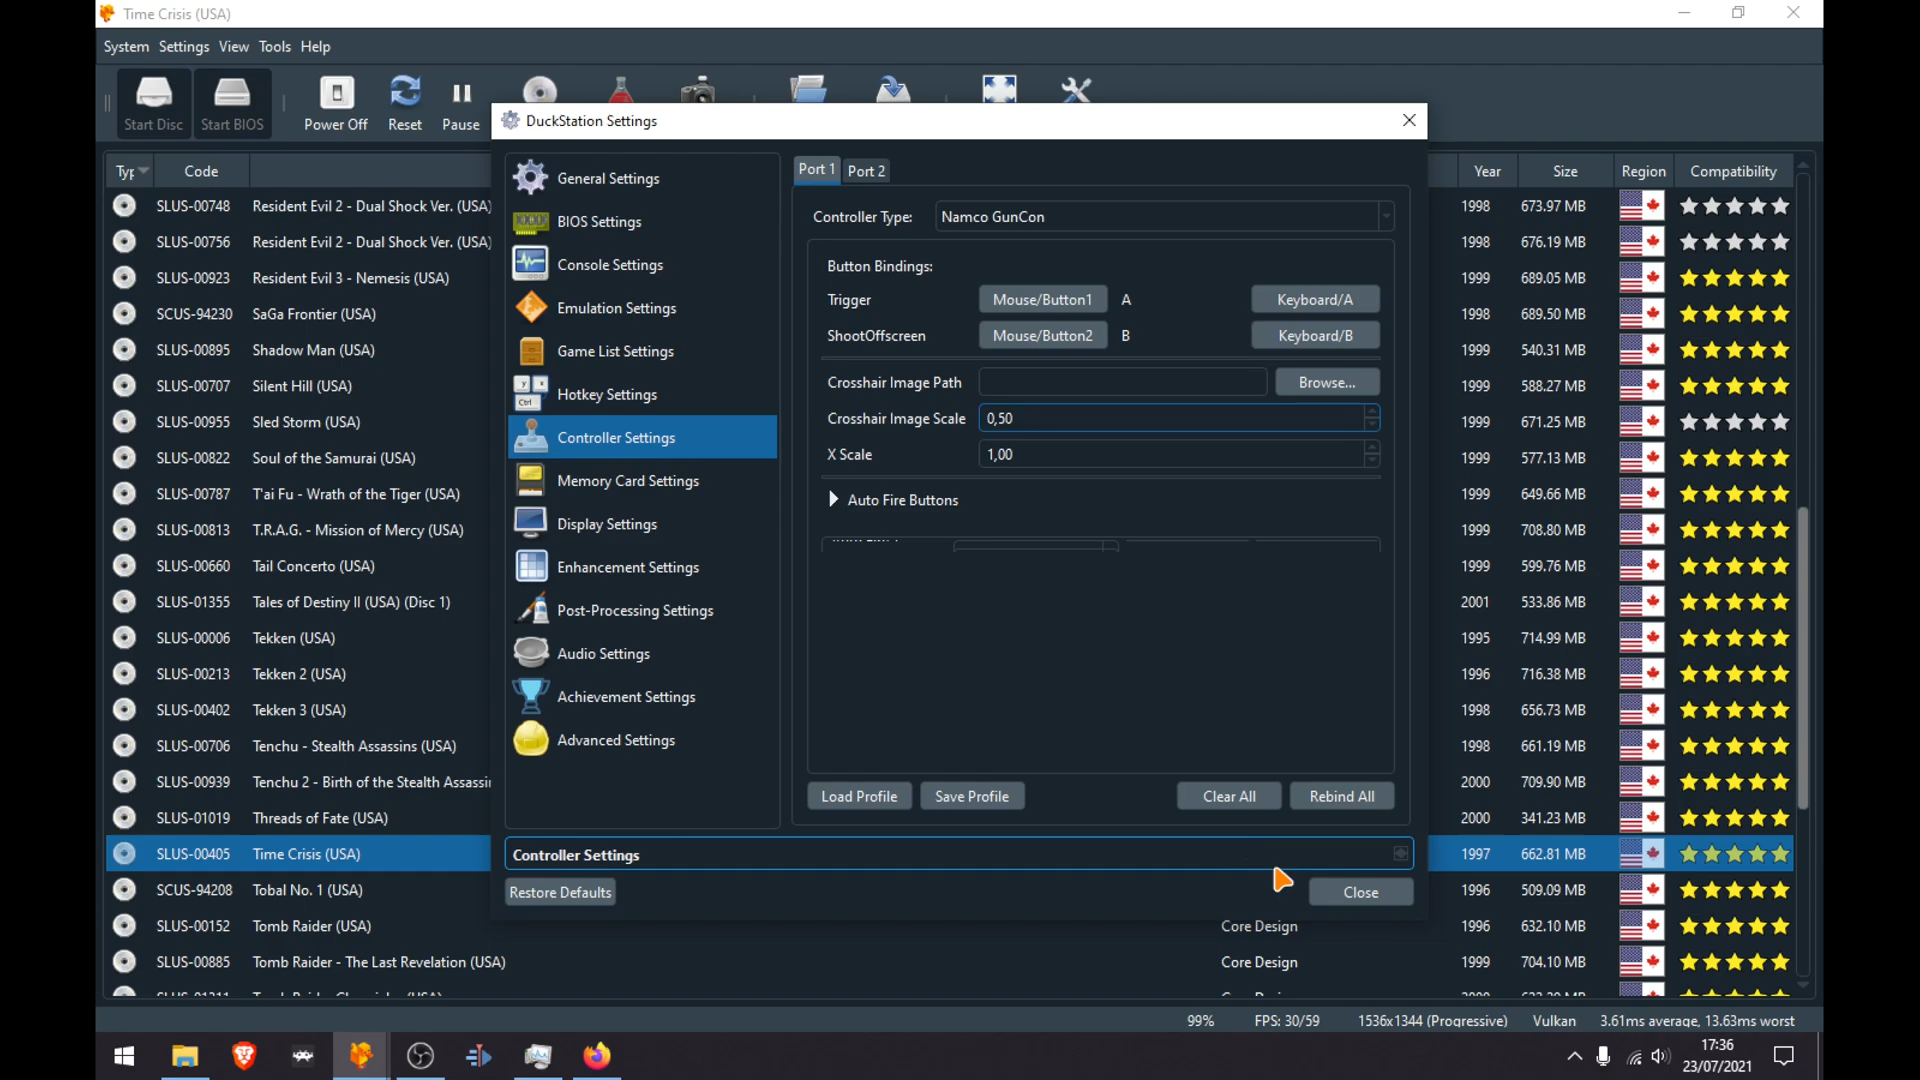 Time Crisis (USA)
System Settings View Tools Help
Start Disc Start BIOS Power Off Reset Pause
DuckStation Settings
Typ Code Year Size Region Compatibility
SLUS-00748 Resident Evil 2 - Dual Shock Ver. (USA) 1998 673.97 MB
SLUS-00756 Resident Evil 2 - Dual Shock Ver. (USA) 1998 676.19 MB
SLUS-00923 Resident Evil 3 - Nemesis (USA) 1999 689.05 MB
SCUS-94230 SaGa Frontier (USA) 1998 689.50 MB
SLUS-00895 Shadow Man (USA) 1999 540.31 MB
SLUS-00707 Silent Hill (USA) 1999 588.27 MB
SLUS-00955 Sled Storm (USA) 1999 671.25 MB
SLUS-00822 Soul of the Samurai (USA) 1999 577.13 MB
SLUS-00787 T'ai Fu - Wrath of the Tiger (USA) 1999 649.66 MB
SLUS-00813 T.R.A.G. - Mission of Mercy (USA) 1999 708.80 MB
SLUS-00660 Tail Concerto (USA) 1999 599.76 MB
SLUS-01355 Tales of Destiny II (USA) (Disc 1) 2001 533.86 MB
SLUS-00006 Tekken (USA) 1995 714.99 MB
SLUS-00213 Tekken 2 (USA) 1996 716.38 MB
SLUS-00402 Tekken 3 (USA) 1998 656.73 MB
SLUS-00706 Tenchu - Stealth Assassins (USA) 1998 661.19 MB
SLUS-00939 Tenchu 2 - Birth of the Stealth Assassi 2000 709.90 MB
SLUS-01019 Threads of Fate (USA) 2000 341.23 MB
SLUS-00405 Time Crisis (USA) 1997 662.81 MB
SCUS-94208 Tobal No. 1 (USA) 1996 509.09 MB
SLUS-00152 Tomb Raider (USA) Core Design 1996 632.10 MB
SLUS-00885 Tomb Raider - The Last Revelation (USA) Core Design 1999 704.10 MB
General Settings
BIOS Settings
Console Settings
Emulation Settings
Game List Settings
Hotkey Settings
Controller Settings
Memory Card Settings
Display Settings
Enhancement Settings
Post-Processing Settings
Audio Settings
Achievement Settings
Advanced Settings
Port 1 Port 2
Controller Type: Namco GunCon
Button Bindings:
Trigger Mouse/Button1 A Keyboard/A
ShootOffscreen Mouse/Button2 B Keyboard/B
Crosshair Image Path Browse...
Crosshair Image Scale 0,50
X Scale 1,00
Auto Fire Buttons
Load Profile Save Profile Clear All Rebind All
Controller Settings
Restore Defaults Close
99% FPS: 30/59 1536x1344 (Progressive) Vulkan 3.61ms average, 13.63ms worst
17:36
23/07/2021